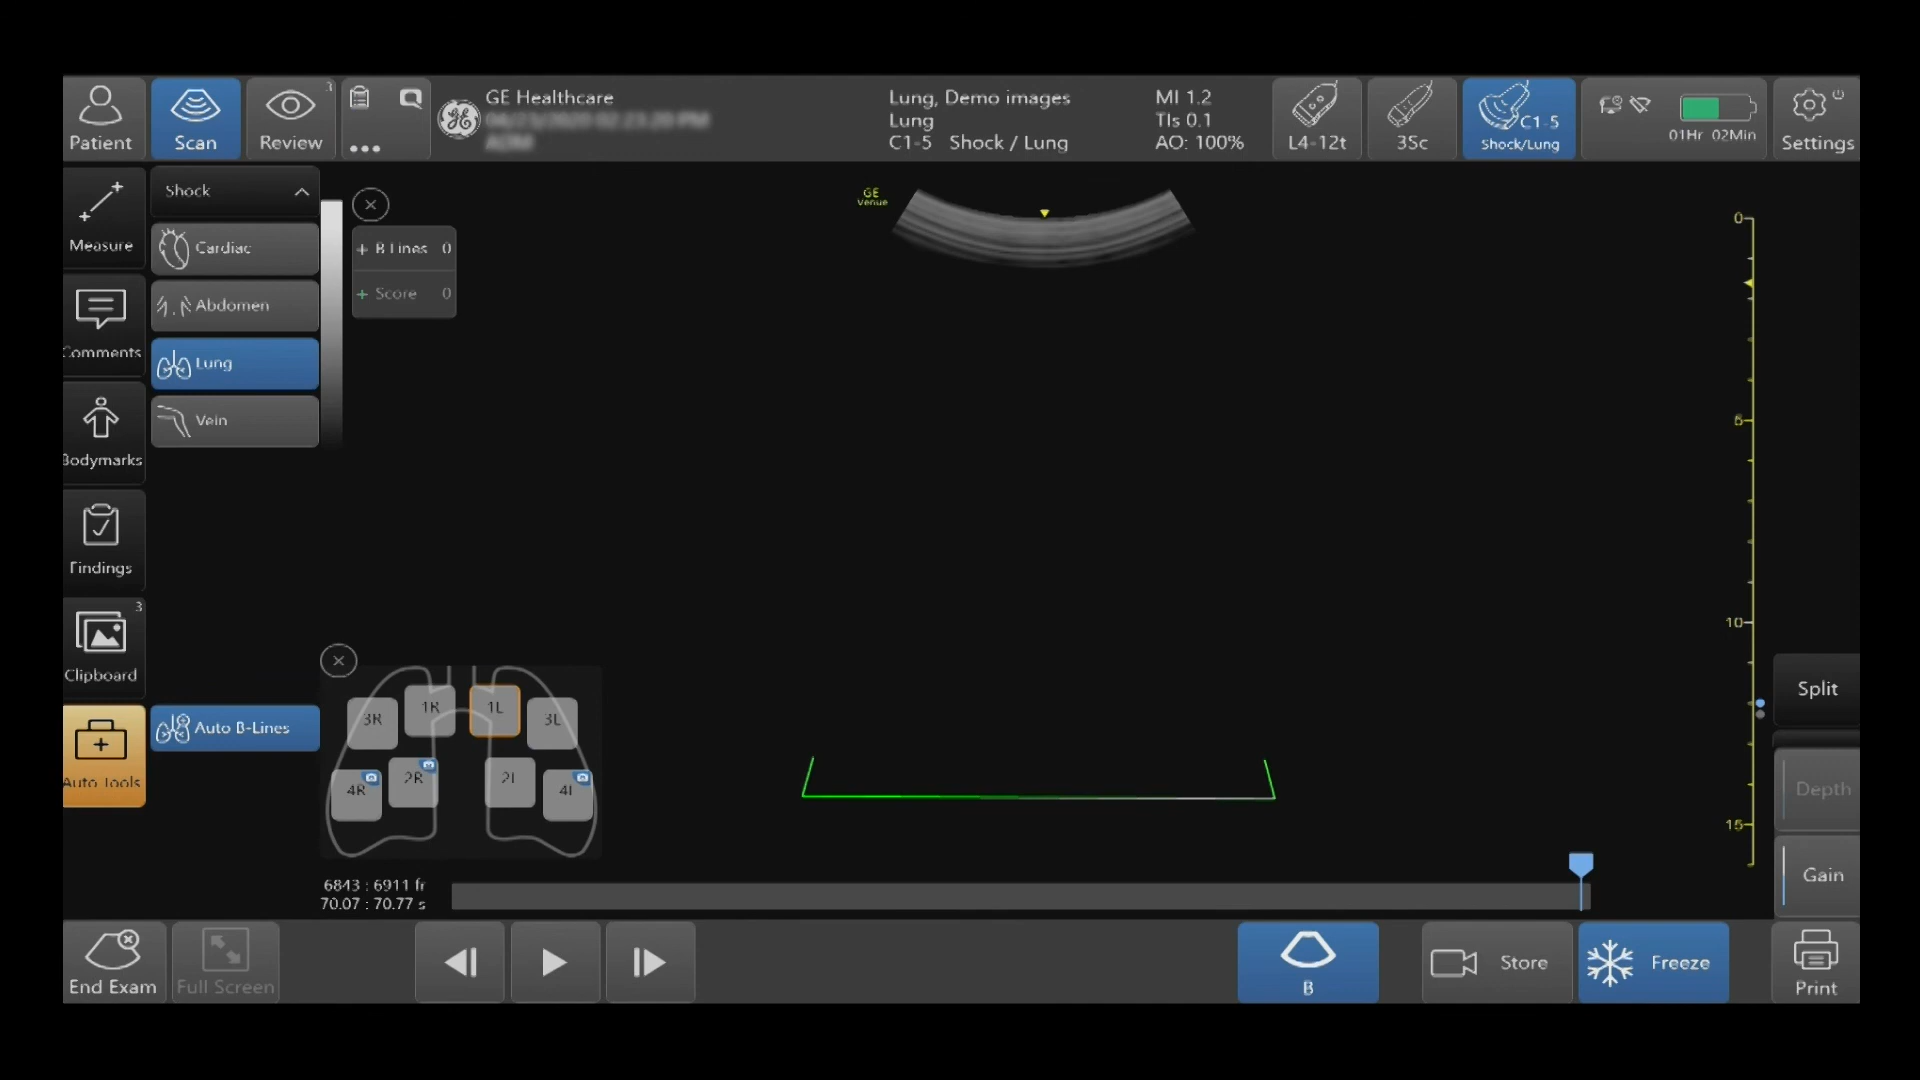 Patient
Scan
Review
3
GE Healthcare
Lung, Demo images
Lung
C1-5 Shock / Lung
MI 1.2
TIs 0.1
AO: 100%
L4-12t
3Sc
C1-5
Shock/Lung
01Hr 02Min
Settings
Measure
Comments
Bodymarks
Findings
Clipboard
3
Auto Tools
Shock
Cardiac
Abdomen
Lung
Vein
Auto B-Lines
+ B Lines 0
+ Score 0
GE
Venue
0
5
10
15
3R
1R
1L
3L
4R
2R
2L
4L
6843 : 6911 fr
70.07 : 70.77 s
Split
Depth
Gain
End Exam
Full Screen
B
Store
Freeze
Print